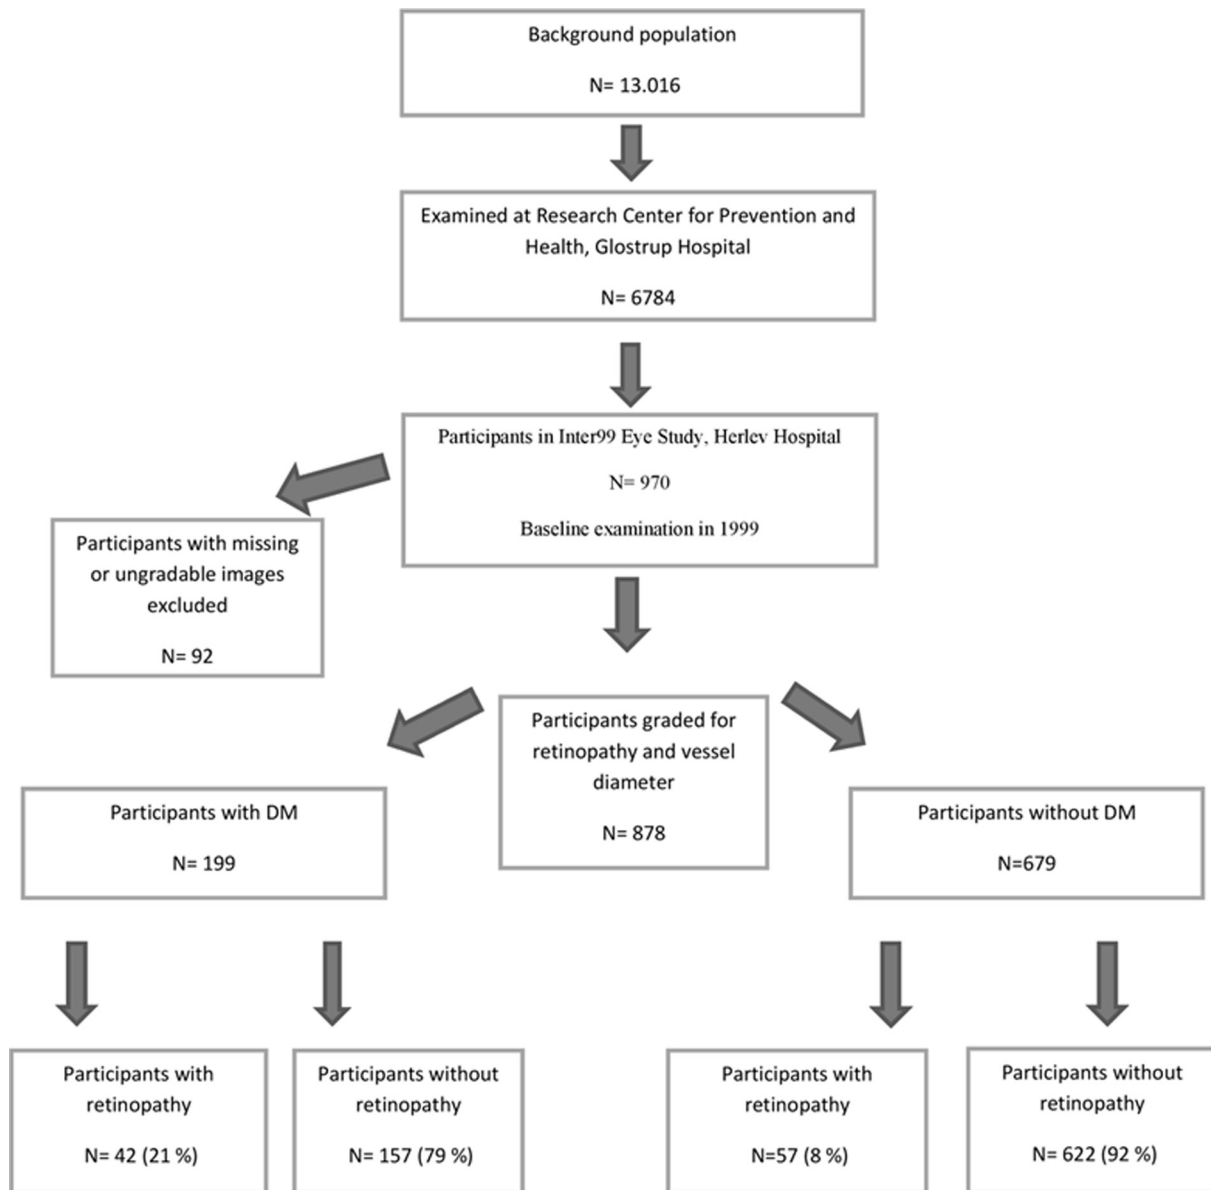 Background population
N= 13.016
Examined at Research Center for Prevention and
Health, Glostrup Hospital
N= 6784
Participants in Inter99 Eye Study, Herlev Hospital
N= 970
Baseline examination in 1999
Participants with missing
or ungradable images
excluded
N= 92
Participants graded for
retinopathy and vessel
diameter
N= 878
Participants with DM
N= 199
Participants without DM
N=679
Participants with
retinopathy
N= 42 (21 %)
Participants without
retinopathy
N= 157 (79 %)
Participants with
retinopathy
N=57 (8 %)
Participants without
retinopathy
N= 622 (92 %)